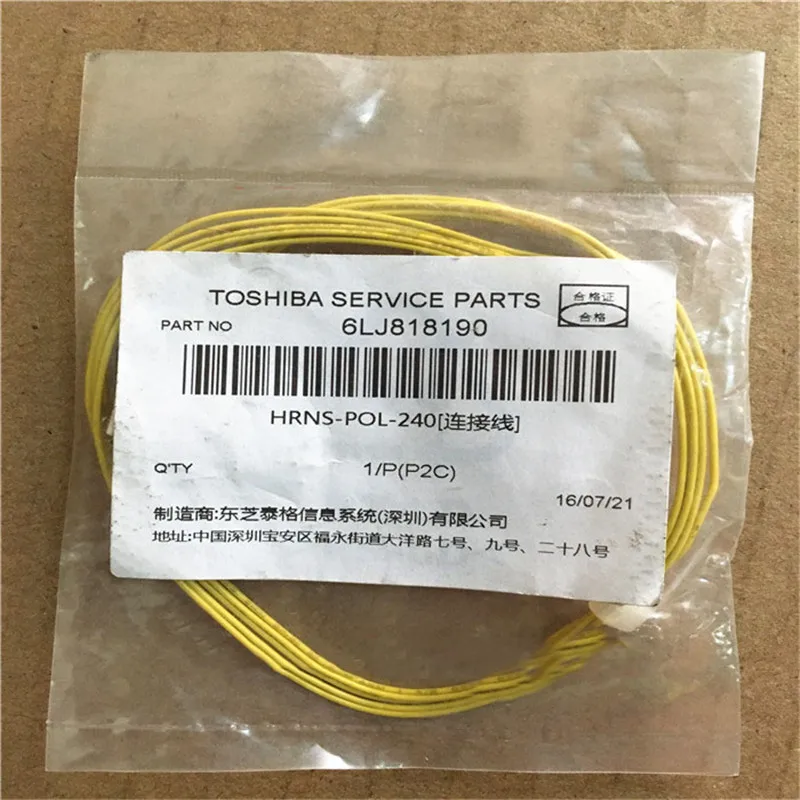 TOSHIBA SERVICE PARTS
合格证
合格
PART NO 6LJ818190
HRNS-POL-240[连接线]
Q'TY 1/P(P2C)
16/07/21
制造商:东芝泰格信息系统(深圳)有限公司
地址:中国深圳宝安区福永街道大洋路七号、九号、二十八号